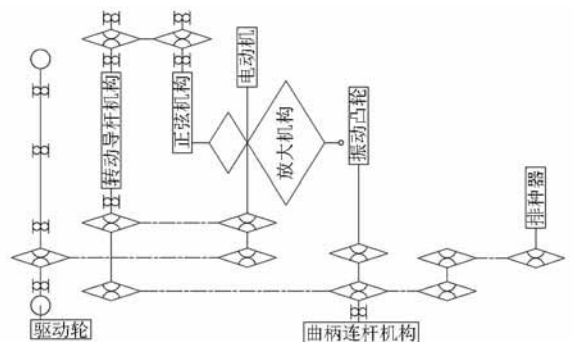 电动机
转动导杆机构
正弦机构
放大机构
振动凸轮
排种器
驱动轮
曲柄连杆机构